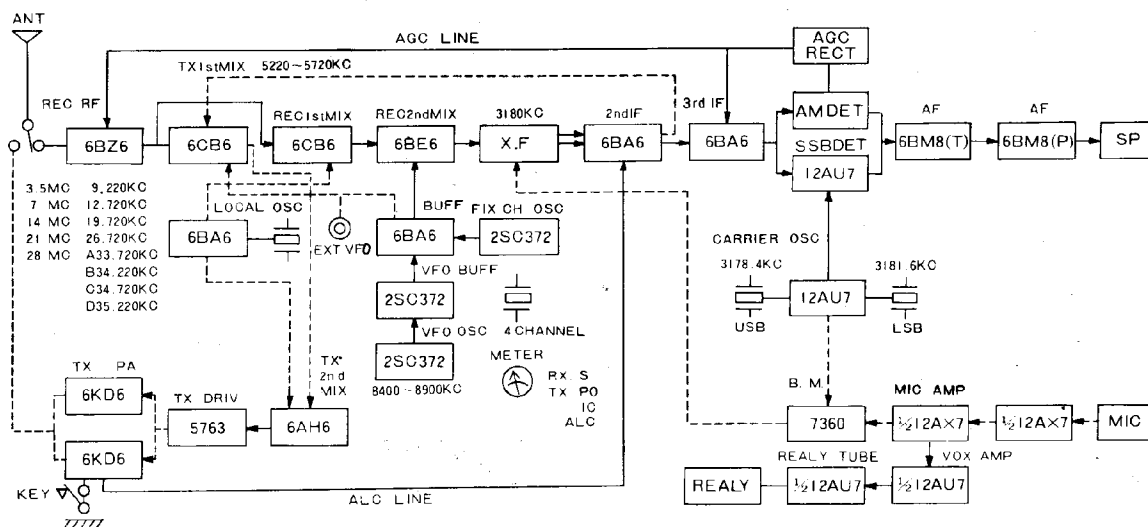 ANT
AGC LINE
AGC
RECT
TX1stMIX 5220~5720KC
REC RF
REC1stMIX
REC2ndMIX
3180KC
2ndIF
3rd IF
AMDET
AF
AF
6BZ6
6CB6
6CB6
6BE6
X.F
6BA6
6BA6
SSBDET
12AU7
6BM8(T)
6BM8(P)
SP
3.5MC 9,220KC
7 MC 12.720KC
14 MC 19.720KC
21 MC 26.720KC
28 MC A33.720KC
B34.220KC
C34.720KC
D35.220KC
LOCAL OSC
6BA6
EXT VFO
BUFF
6BA6
FIX CH OSC
2SC372
VFO BUFF
2SC372
4 CHANNEL
VFO OSC
2SC372
8400~8900KC
METER
RX. S
TX PO
IC
ALC
CARRIER OSC
3178.4KC
3181.6KC
12AU7
USB
LSB
TX
2nd
MIX
TX PA
6KD6
TX DRIV
5763
6AH6
6KD6
KEY
ALC LINE
B. M.
7360
MIC AMP
½12AX7
½12AX7
MIC
REALY TUBE
VOX AMP
REALY
½12AU7
½12AU7